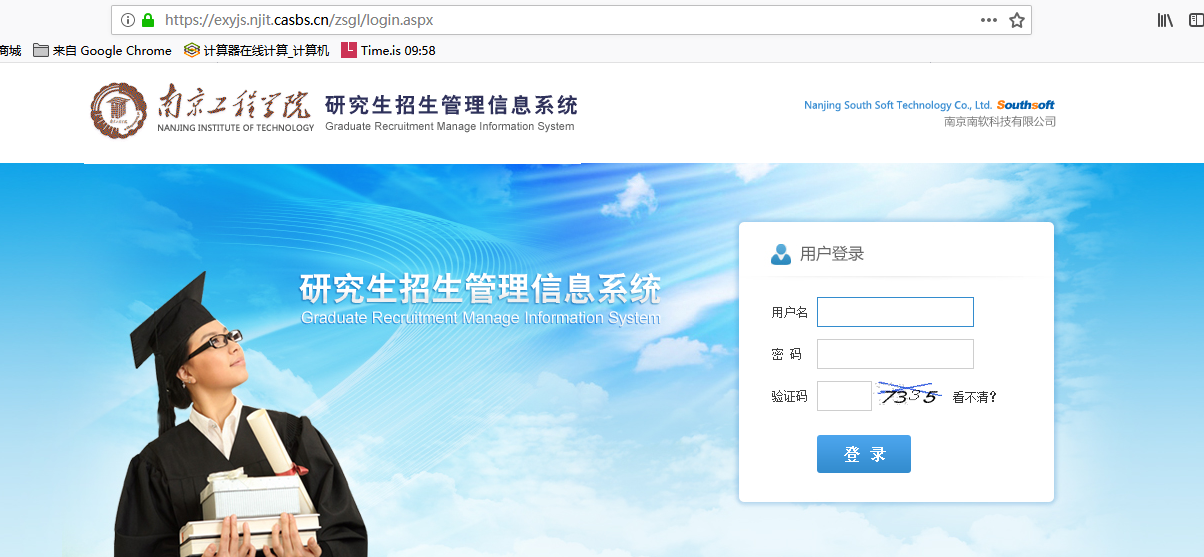 https://exyjs.njit.casbs.cn/zsgl/login.aspx
商城 来自 Google Chrome 计算器在线计算_计算机 Time.is 09:58
南京工程学院 研究生招生管理信息系统
NANJING INSTITUTE OF TECHNOLOGY Graduate Recruitment Manage Information System
Nanjing South Soft Technology Co., Ltd. Southsoft
南京南软科技有限公司
研究生招生管理信息系统
Graduate Recruitment Manage Information System
用户登录
用户名
密 码
验证码 7335 看不清?
登 录